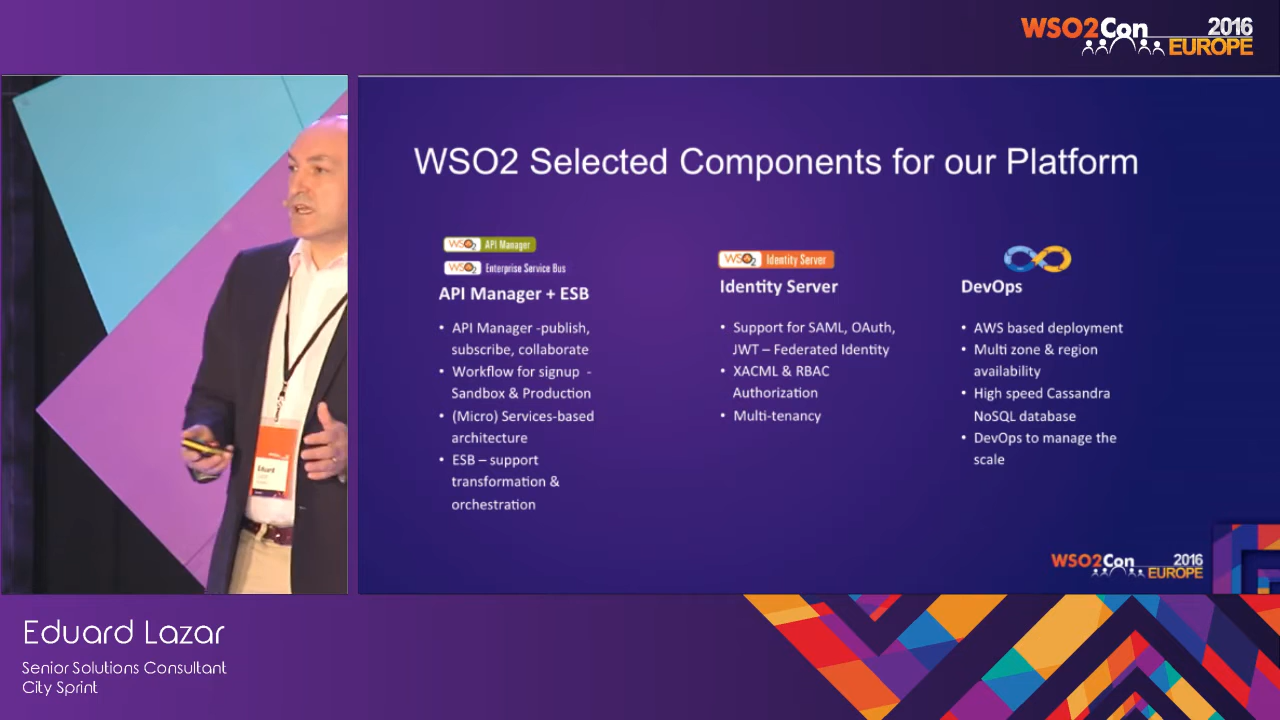 WSO2Con 2016
EUROPE
WSO2 Selected Components for our Platform
WSO2 API Manager
WSO2 Enterprise Service Bus
API Manager + ESB
• API Manager -publish,
subscribe, collaborate
• Workflow for signup -
Sandbox & Production
• (Micro) Services-based
architecture
• ESB – support
transformation &
orchestration
WSO2 Identity Server
Identity Server
• Support for SAML, OAuth,
JWT – Federated Identity
• XACML & RBAC
Authorization
• Multi-tenancy
DevOps
• AWS based deployment
• Multi zone & region
availability
• High speed Cassandra
NoSQL database
• DevOps to manage the
scale
WSO2Con 2016
EUROPE
Eduard
Eduard Lazar
Senior Solutions Consultant
City Sprint